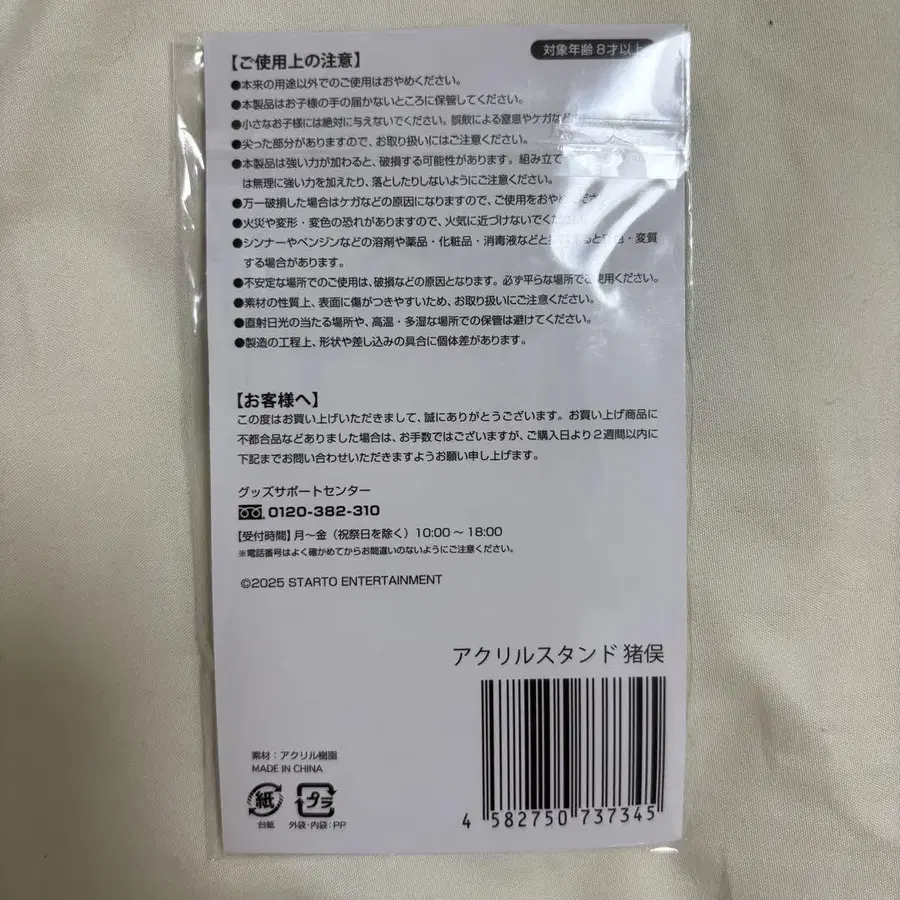 【ご使用上の注意】
対象年齢 8才以上
●本来の用途以外でのご使用はおやめください。
●本製品はお子様の手の届かないところに保管してください。
●小さなお子様には絶対に与えないでください。誤飲による窒息やケガなど
●尖った部分がありますので、お取り扱いにはご注意ください。
●本製品は強い力が加わると、破損する可能性があります。組み立て
は無理に強い力を加えたり、落としたりしないようにご注意ください。
●万一破損した場合はケガなどの原因になりますので、ご使用をおやめ
●火災や変形・変色の恐れがありますので、火気に近づけないでくだ
●シンナーやベンジンなどの溶剤や薬品・化粧品・消毒液などと ・変質
する場合があります。
●不安定な場所でのご使用は、破損などの原因となります。必ず平らな場所でご使用ください。
●素材の性質上、表面に傷がつきやすいため、お取り扱いにご注意ください。
●直射日光の当たる場所や、高温・多湿な場所での保管は避けてください。
●製造の工程上、形状や差し込みの具合に個体差があります。
【お客様へ】
この度はお買い上げいただきまして、誠にありがとうございます。お買い上げ商品に
不都合品などありました場合は、お手数ではございますが、ご購入日より2週間以内に
下記までお問い合わせいただきますようお願い申し上げます。
グッズサポートセンター
0120-382-310
【受付時間】月～金（祝祭日を除く）10:00～18:00
※電話番号はよく確かめてからお間違いのないようにご注意ください。
©2025 STARTO ENTERTAINMENT
アクリルスタンド 猪俣
素材：アクリル樹脂
MADE IN CHINA
紙
プラ
台紙
外袋・内袋：PP
4 582750 737345